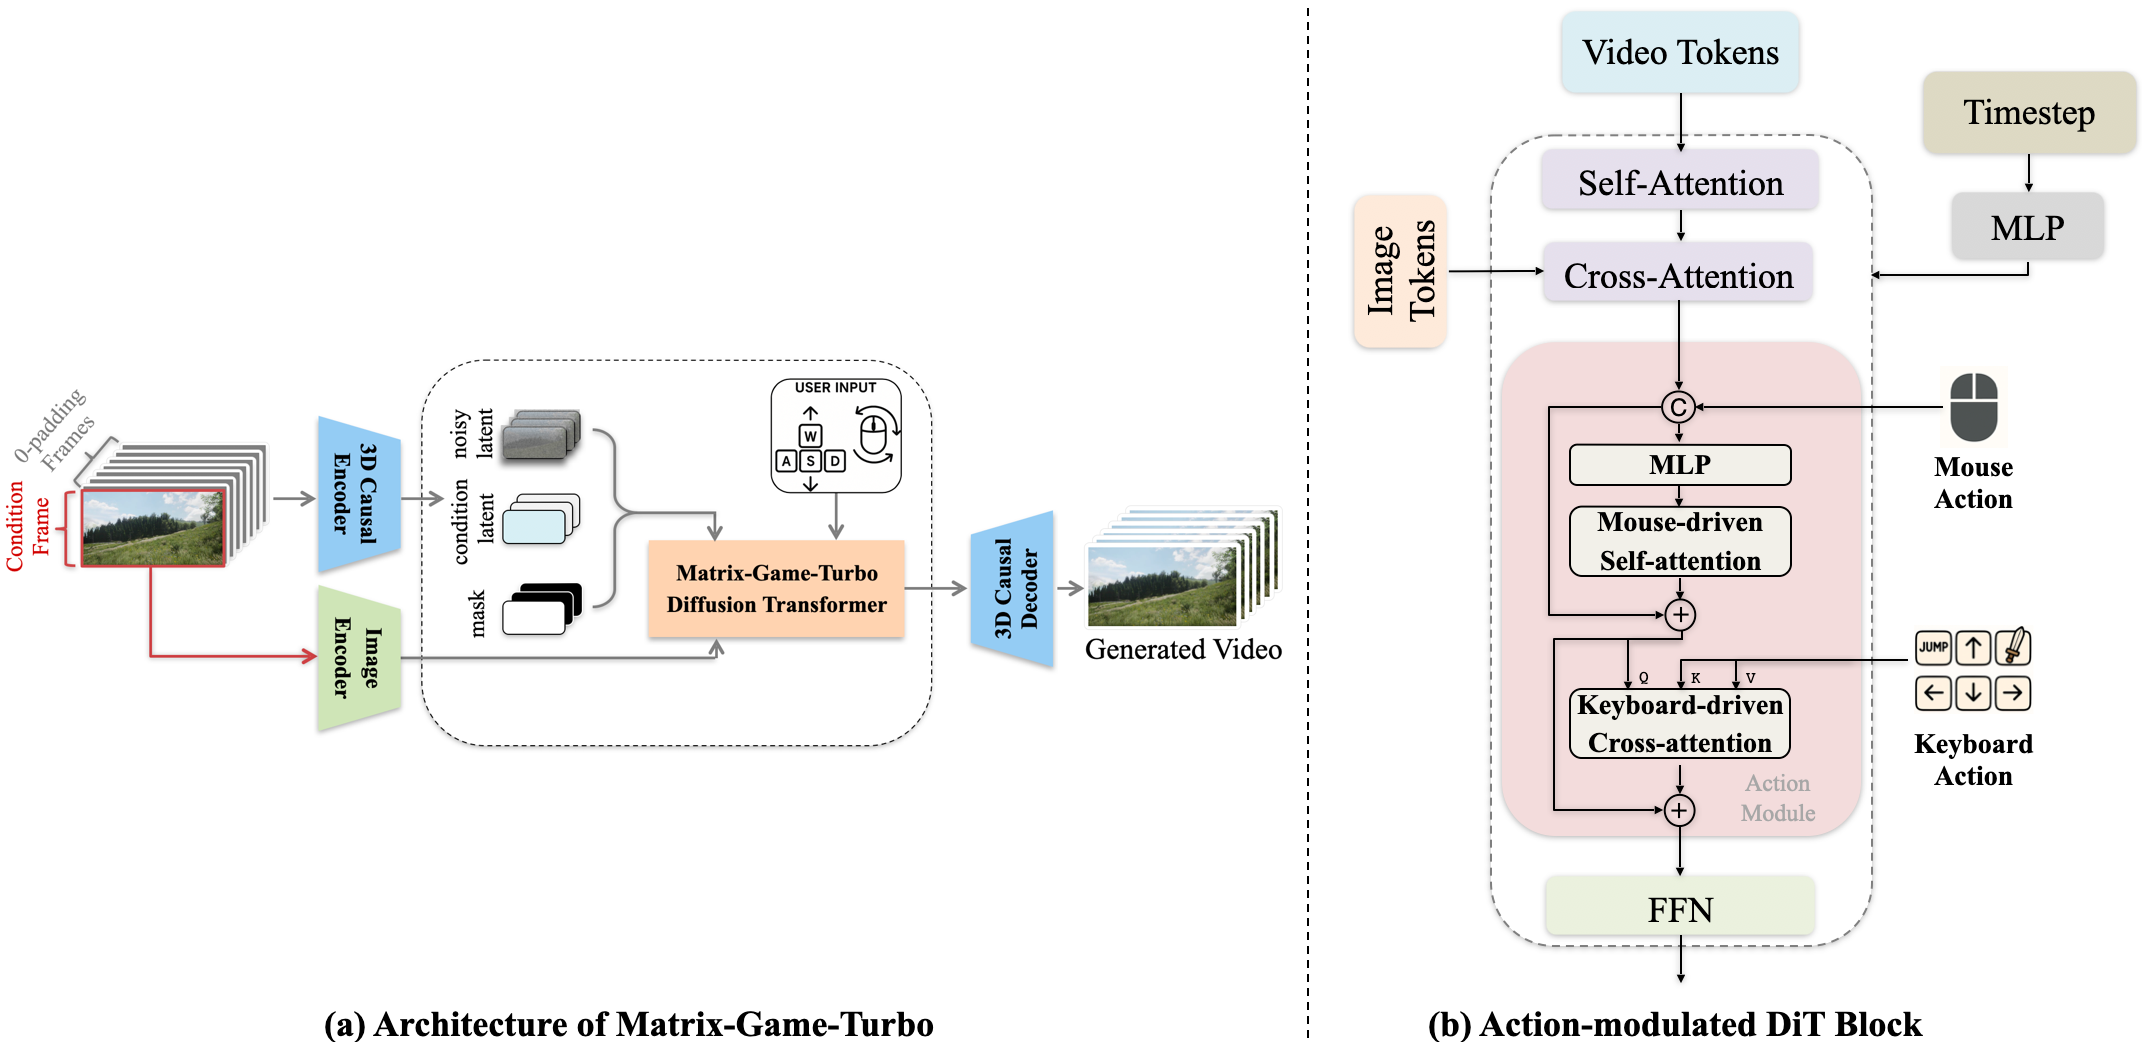 0-padding
Frames
Condition
Frame
3D Causal
Encoder
Image
Encoder
noisy
latent
condition
latent
mask
USER INPUT
W
A S D
Matrix-Game-Turbo
Diffusion Transformer
3D Causal
Decoder
Generated Video
(a) Architecture of Matrix-Game-Turbo
Video Tokens
Timestep
MLP
Self-Attention
Image
Tokens
Cross-Attention
C
MLP
Mouse-driven
Self-attention
+
Mouse
Action
Q K V
Keyboard-driven
Cross-attention
+
Action
Module
JUMP
Keyboard
Action
FFN
(b) Action-modulated DiT Block